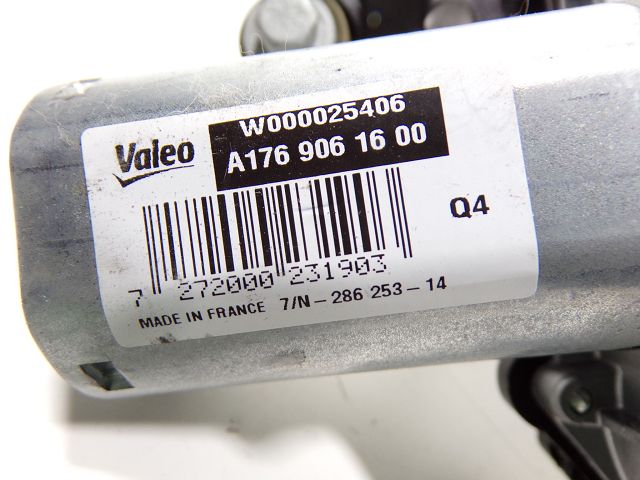 Valeo
W000025406
A176 906 16 00
Q4
7 272000 231903
MADE IN FRANCE 7/N-286 253-14